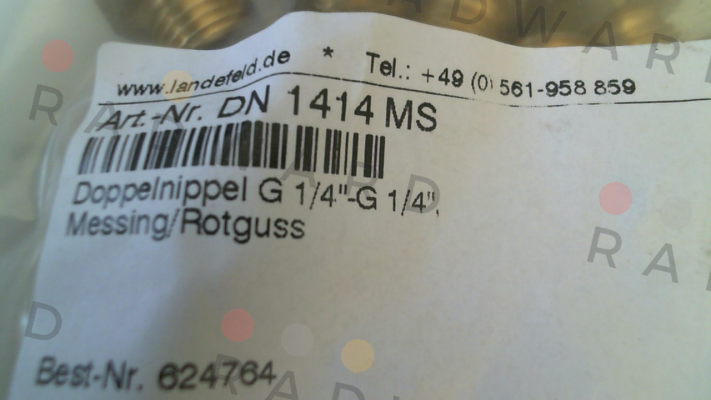 www.landefeld.de * Tel.: +49 (0) 561-958 859
Art.-Nr. DN 1414 MS
Doppelnippel G 1/4"-G 1/4",
Messing/Rotguss
Best-Nr. 624764
RADWARD